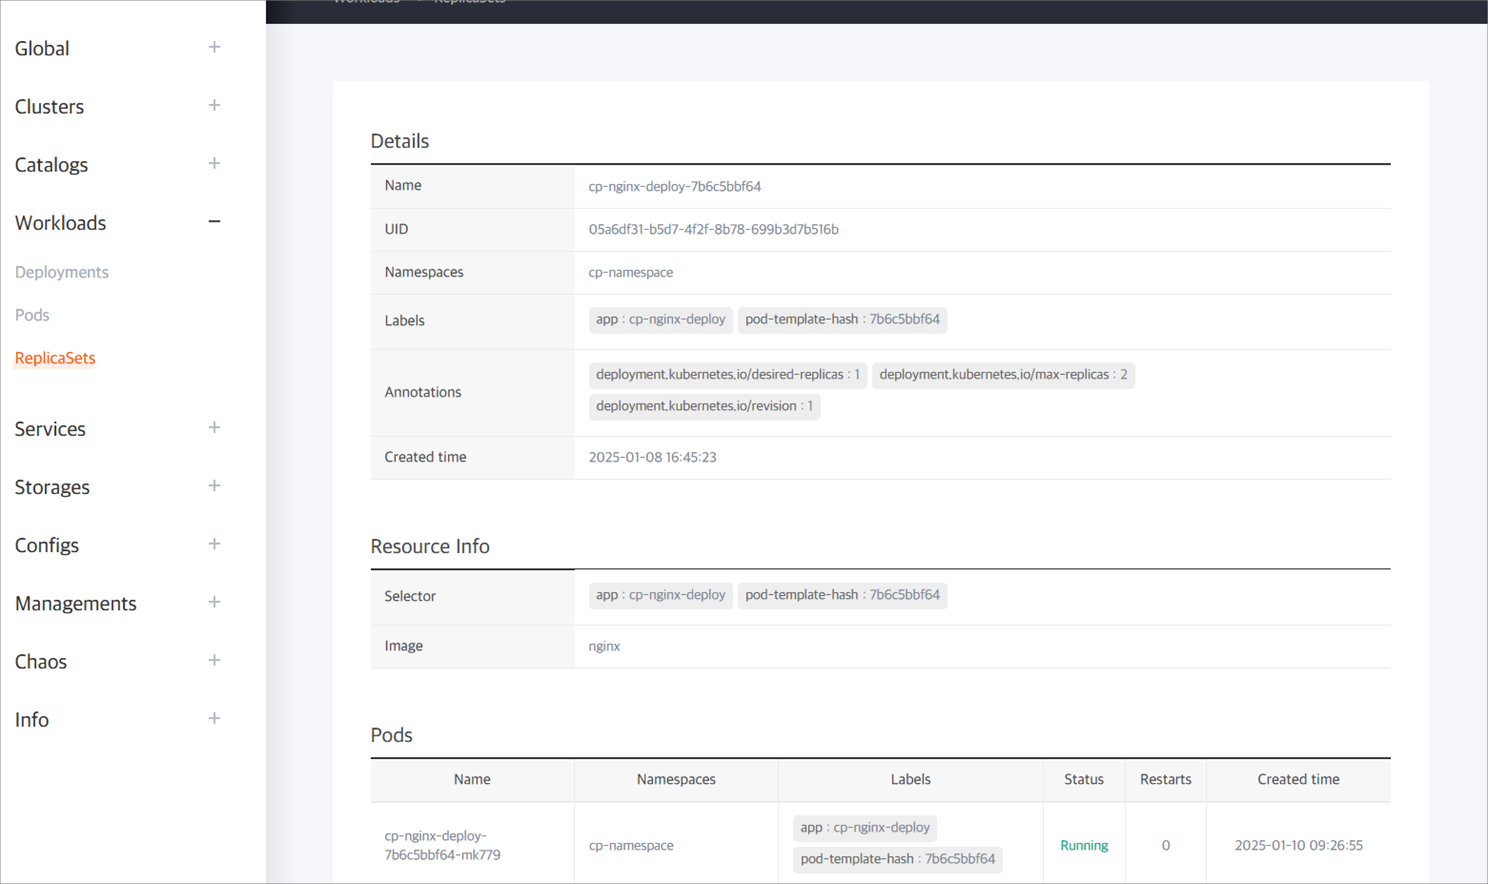 Workloads
ReplicaSets
Global
Clusters
Catalogs
Workloads
Deployments
Pods
ReplicaSets
Services
Storages
Configs
Managements
Chaos
Info
Details
Name cp-nginx-deploy-7b6c5bbf64
UID 05a6df31-b5d7-4f2f-8b78-699b3d7b516b
Namespaces cp-namespace
Labels app : cp-nginx-deploy pod-template-hash : 7b6c5bbf64
Annotations deployment.kubernetes.io/desired-replicas : 1 deployment.kubernetes.io/max-replicas : 2
deployment.kubernetes.io/revision : 1
Created time 2025-01-08 16:45:23
Resource Info
Selector app : cp-nginx-deploy pod-template-hash : 7b6c5bbf64
Image nginx
Pods
Name Namespaces Labels Status Restarts Created time
cp-nginx-deploy-
7b6c5bbf64-mk779
cp-namespace
app : cp-nginx-deploy
pod-template-hash : 7b6c5bbf64
Running
0
2025-01-10 09:26:55